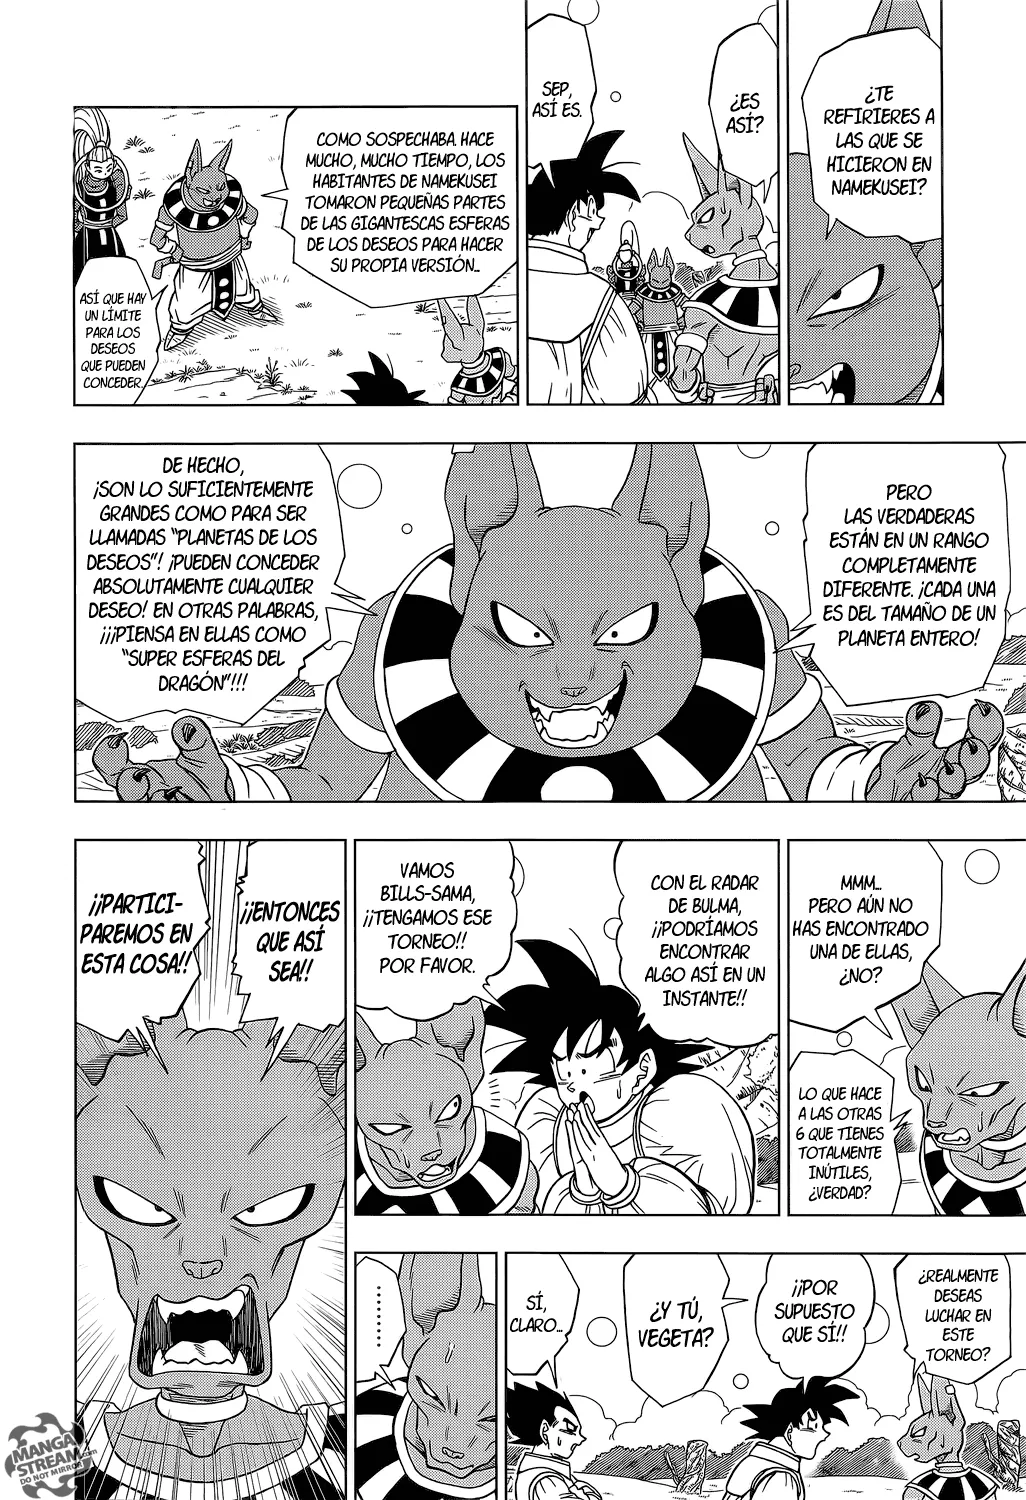 ¿TE
REFIRIERES A
LAS QUE SE
HICIERON EN
NAMEKUSEI?
¿ES
ASÍ?
SEP,
ASÍ ES.
COMO SOSPECHABA. HACE
MUCHO, MUCHO TIEMPO, LOS
HABITANTES DE NAMEKUSEI
TOMARON PEQUEÑAS PARTES
DE LAS GIGANTESCAS ESFERAS
DE LOS DESEOS PARA HACER
SU PROPIA VERSIÓN...
ASÍ QUE HAY
UN LÍMITE
PARA LOS
DESEOS
QUE PUEDEN
CONCEDER.
PERO
LAS VERDADERAS
ESTÁN EN UN RANGO
COMPLETAMENTE
DIFERENTE. ¡CADA UNA
ES DEL TAMAÑO DE UN
PLANETA ENTERO!
DE HECHO,
¡SON LO SUFICIENTEMENTE
GRANDES COMO PARA SER
LLAMADAS "PLANETAS DE LOS
DESEOS"! ¡PUEDEN CONCEDER
ABSOLUTAMENTE CUALQUIER
DESEO! EN OTRAS PALABRAS,
¡¡¡PIENSA EN ELLAS COMO
"SUPER ESFERAS DEL
DRAGÓN"!!!
MMM...
PERO AÚN NO
HAS ENCONTRADO
UNA DE ELLAS,
¿NO?
LO QUE HACE
A LAS OTRAS
6 QUE TIENES
TOTALMENTE
INÚTILES,
¿VERDAD?
CON EL RADAR
DE BULMA,
¡¡PODRÍAMOS
ENCONTRAR
ALGO ASÍ EN UN
INSTANTE!!
VAMOS
BILLS-SAMA,
¡¡TENGAMOS ESE
TORNEO!!
POR FAVOR.
¿REALMENTE
DESEAS
LUCHAR EN
ESTE
TORNEO?
¡¡POR
SUPUESTO
QUE SÍ!!
¿Y TÚ,
VEGETA?
SÍ,
CLARO...
.........
¡¡ENTONCES
QUE ASÍ
SEA!!
¡¡PARTICI-
PAREMOS EN
ESTA COSA!!
MANGA
STREAM.com
DO NOT MIRROR